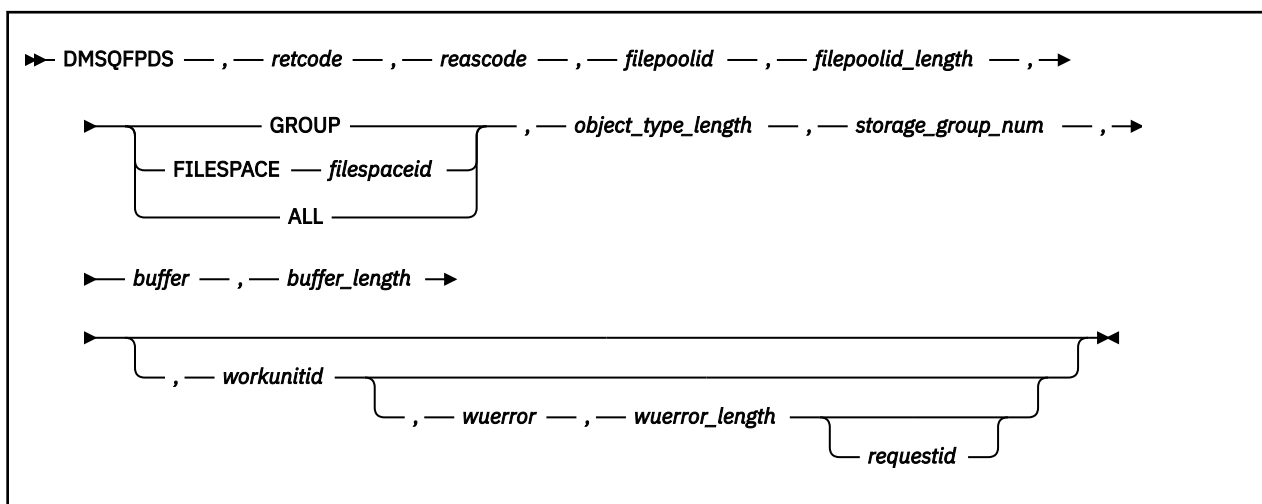 DMSQFPDS , retcode , reascode , filepoolid , filepoolid_length ,
GROUP , object_type_length , storage_group_num ,
FILESPACE filespaceid
ALL
buffer , buffer_length
, workunitid
, wuerror , wuerror_length
requestid